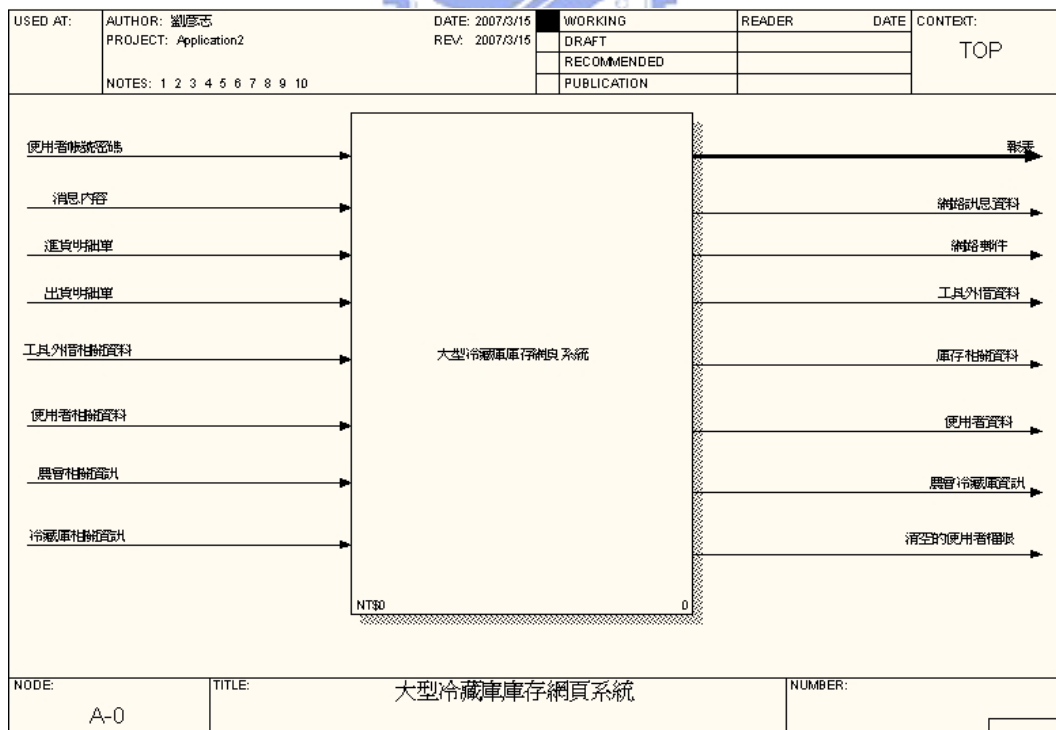 USED AT:
AUTHOR: 劉彥志
DATE: 2007/3/15
WORKING
READER
DATE
CONTEXT:
PROJECT: Application2
REV: 2007/3/15
DRAFT
TOP
RECOMMENDED
NOTES: 1 2 3 4 5 6 7 8 9 10
PUBLICATION
使用者帳號密碼
報表
消息內容
網路訊息資料
進貨明細單
網路郵件
出貨明細單
工具外借資料
工具外借相關資料
大型冷藏庫庫存網頁系統
庫存相關資料
使用者相關資料
使用者資料
農會相關資訊
農會冷藏庫資訊
冷藏庫相關資訊
清空的使用者權限
NT$0
0
NODE:
TITLE:
大型冷藏庫庫存網頁系統
NUMBER:
A-0